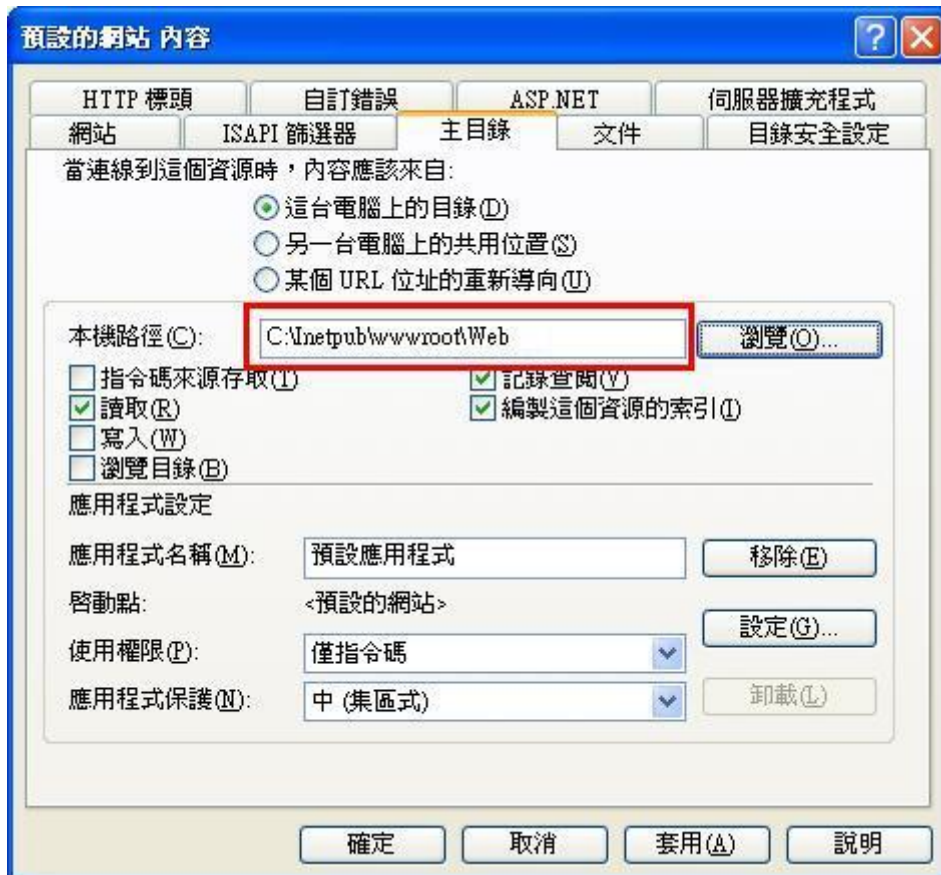 預設的網站 內容
HTTP 標頭 自訂錯誤 ASP.NET 伺服器擴充程式
網站 ISAPI 篩選器 主目錄 文件 目錄安全設定
當連線到這個資源時，內容應該來自:
這台電腦上的目錄(D)
另一台電腦上的共用位置(S)
某個 URL 位址的重新導向(U)
本機路徑(C): C:\Inetpub\wwwroot\Web 瀏覽(O)...
指令碼來源存取(T) 記錄查閱(V)
讀取(R) 編製這個資源的索引(I)
寫入(W)
瀏覽目錄(B)
應用程式設定
應用程式名稱(M): 預設應用程式 移除(E)
啓動點: <預設的網站> 設定(G)...
使用權限(P): 僅指令碼
應用程式保護(N): 中 (集區式) 卸載(L)
確定 取消 套用(A) 說明